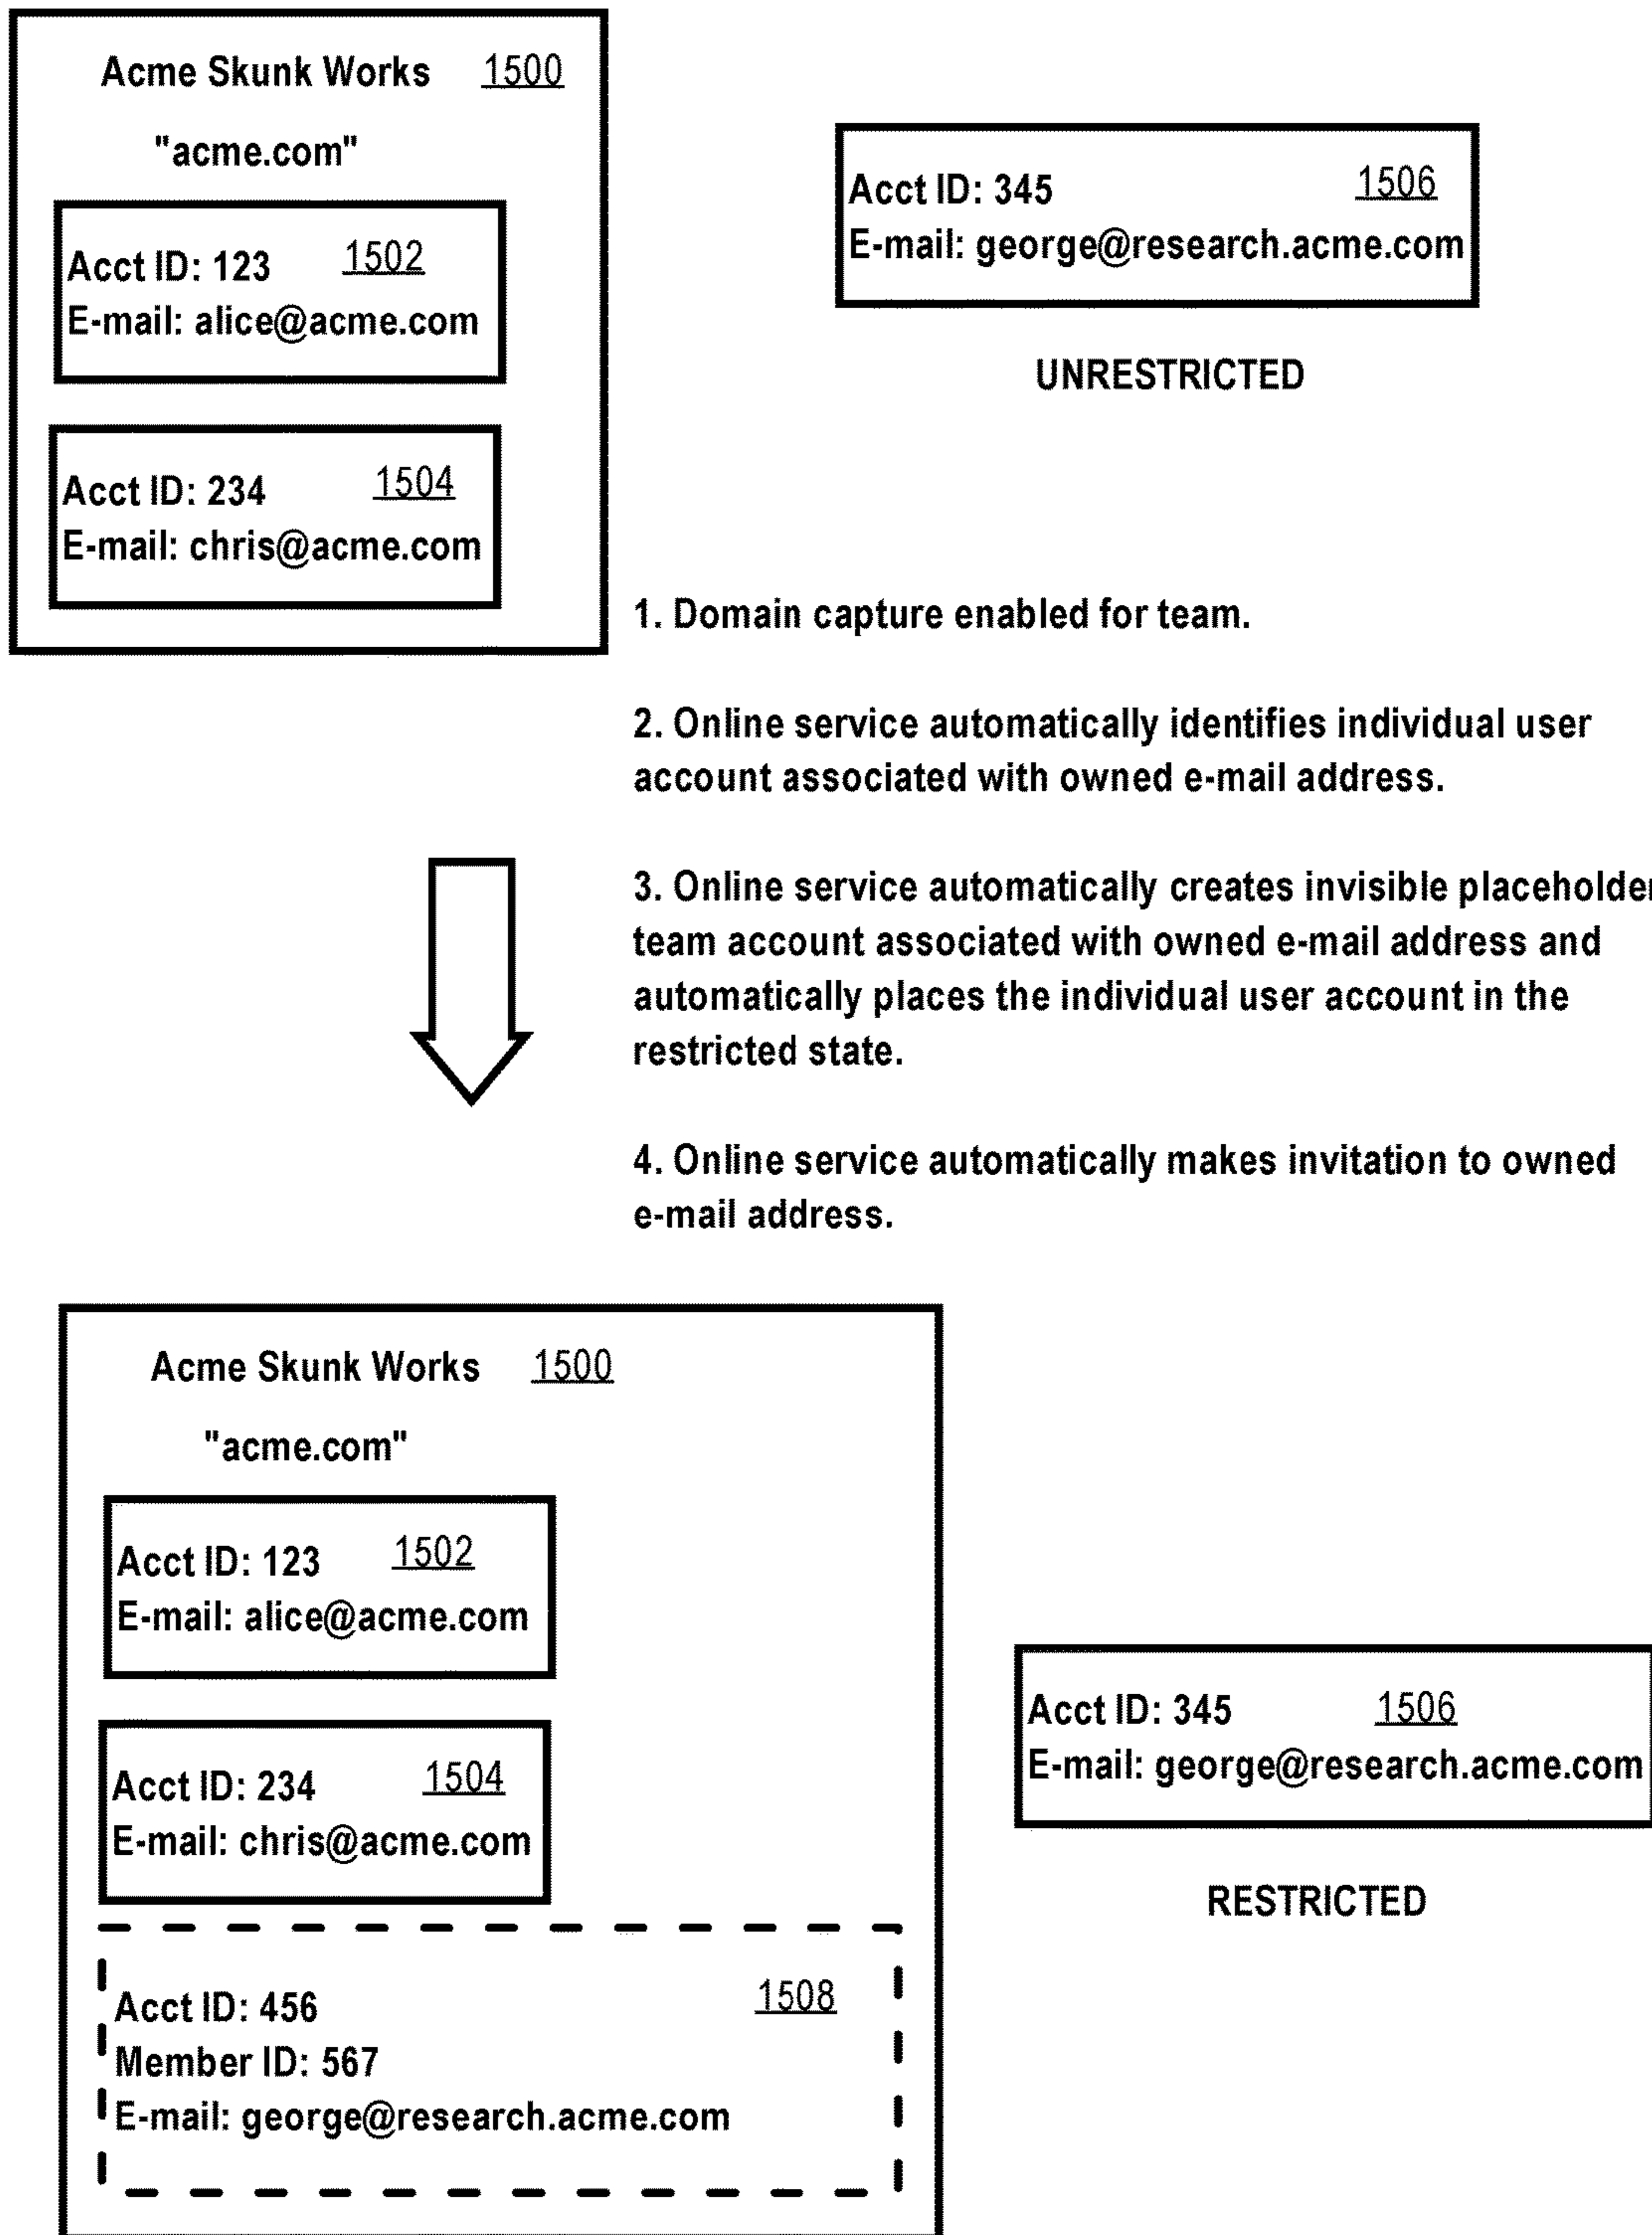 Acme Skunk Works 1500
"acme.com"
Acct ID: 123 1502
E-mail: alice@acme.com
Acct ID: 234 1504
E-mail: chris@acme.com
Acct ID: 345 1506
E-mail: george@research.acme.com
UNRESTRICTED
1. Domain capture enabled for team.
2. Online service automatically identifies individual user
account associated with owned e-mail address.
3. Online service automatically creates invisible placeholder
team account associated with owned e-mail address and
automatically places the individual user account in the
restricted state.
4. Online service automatically makes invitation to owned
e-mail address.
Acme Skunk Works 1500
"acme.com"
Acct ID: 123 1502
E-mail: alice@acme.com
Acct ID: 234 1504
E-mail: chris@acme.com
Acct ID: 456 1508
Member ID: 567
E-mail: george@research.acme.com
Acct ID: 345 1506
E-mail: george@research.acme.com
RESTRICTED